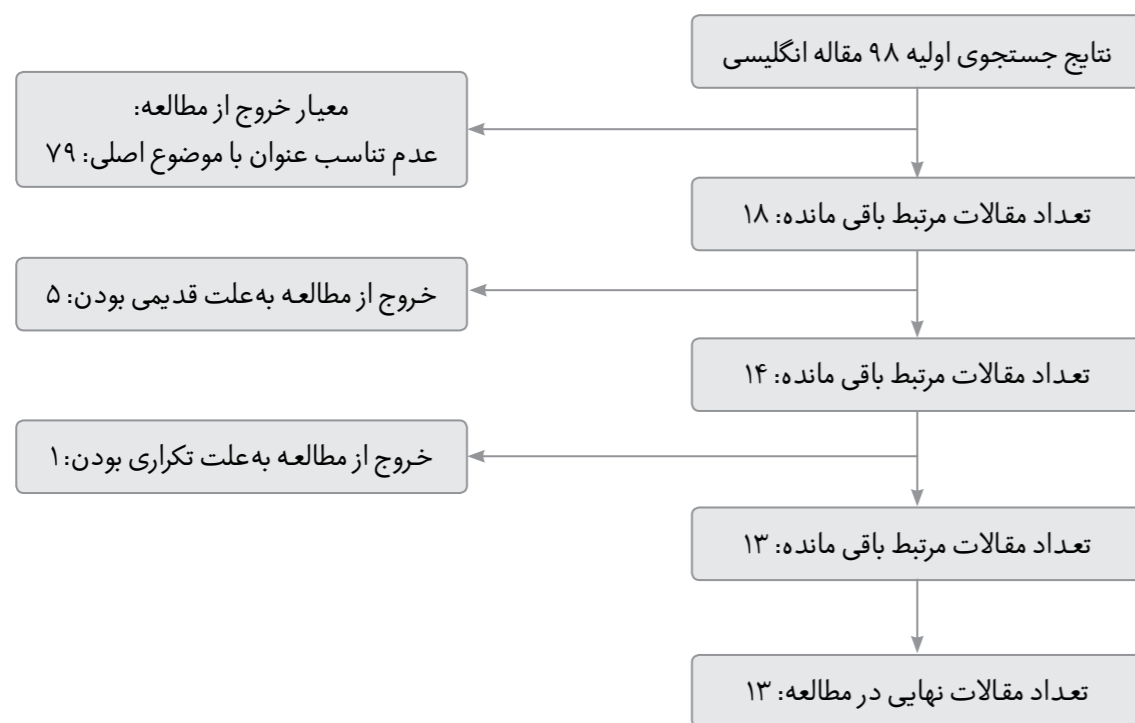 نتایج جستجوی اولیه ۹۸ مقاله انگلیسی
معیار خروج از مطالعه:
عدم تناسب عنوان با موضوع اصلی: ۷۹
تعداد مقالات مرتبط باقی مانده: ۱۸
خروج از مطالعه به‌علت قدیمی بودن: ۵
تعداد مقالات مرتبط باقی مانده: ۱۴
خروج از مطالعه به‌علت تکراری بودن: ۱
تعداد مقالات مرتبط باقی مانده: ۱۳
تعداد مقالات نهایی در مطالعه: ۱۳